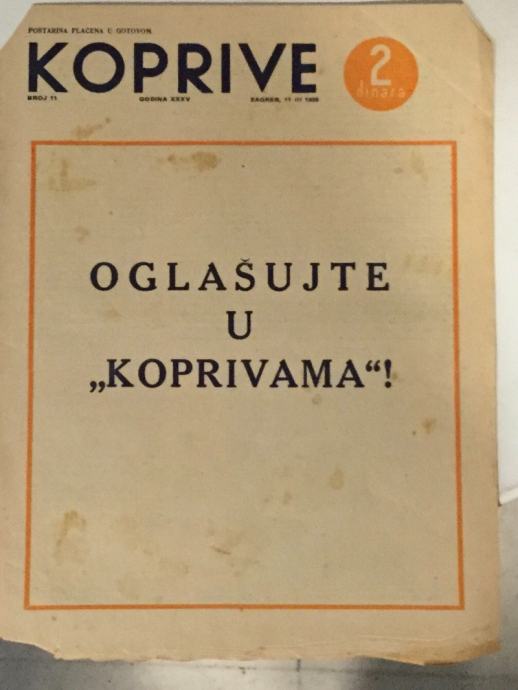 POŠTARINA PLAĆENA U GOTOVOM
KOPRIVE
2
dinara
BROJ 11
GODINA XXXV
ZAGREB, 11 III 1939
OGLAŠUJTE
U
„KOPRIVAMA“!